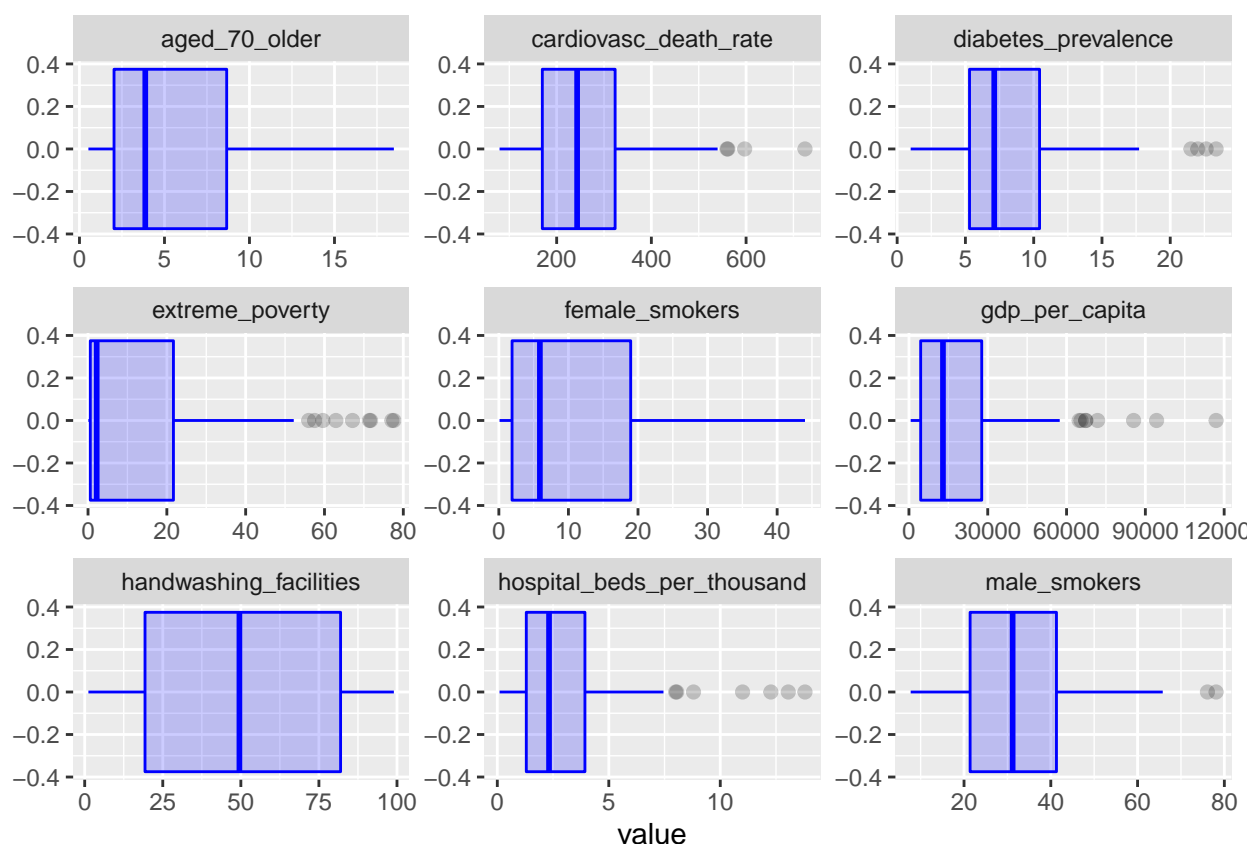 aged_70_older cardiovasc_death_rate diabetes_prevalence
0.4 0.4 0.4
0.2 0.2 0.2
0.0 0.0 0.0
−0.2 −0.2 −0.2
−0.4 −0.4 −0.4
0 5 10 15 200 400 600 0 5 10 15 20
extreme_poverty female_smokers gdp_per_capita
0.4 0.4 0.4
0.2 0.2 0.2
0.0 0.0 0.0
−0.2 −0.2 −0.2
−0.4 −0.4 −0.4
0 20 40 60 80 0 10 20 30 40 0 30000 60000 90000 12000
handwashing_facilities hospital_beds_per_thousand male_smokers
0.4 0.4 0.4
0.2 0.2 0.2
0.0 0.0 0.0
−0.2 −0.2 −0.2
−0.4 −0.4 −0.4
0 25 50 75 100 0 5 10 20 40 60 80
value